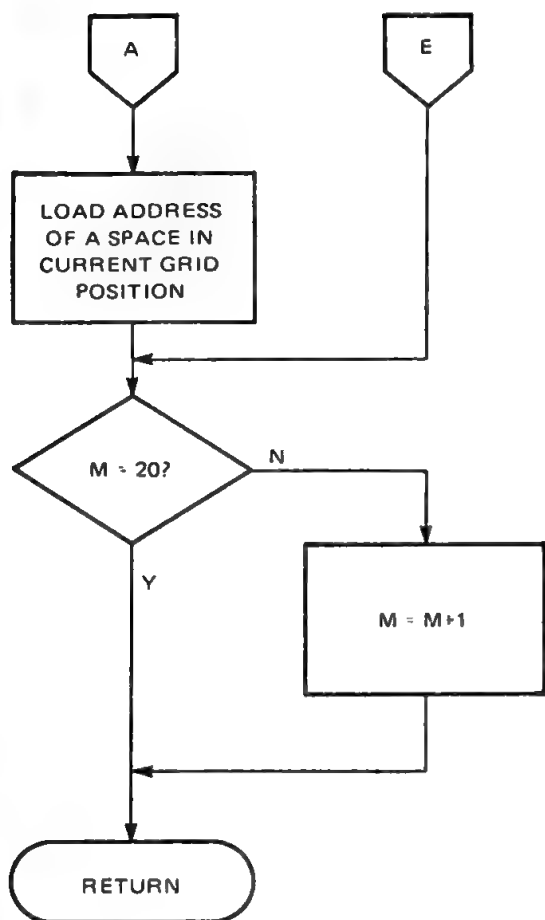 A
E
LOAD ADDRESS
OF A SPACE IN
CURRENT GRID
POSITION
M = 20?
N
Y
M = M+1
RETURN